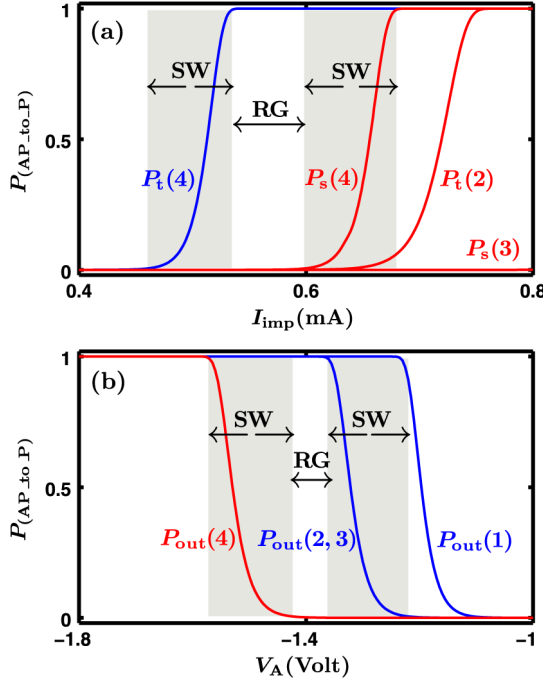 1
(a)
SW
SW
RG
0.5
P(AP_to_P)
Pt(4)
Ps(4)
Pt(2)
Ps(3)
0
0.4
0.6
0.8
Iimp(mA)
1
(b)
SW
SW
RG
0.5
P(AP_to_P)
Pout(4)
Pout(2, 3)
Pout(1)
0
−1.8
−1.4
−1
VA(Volt)